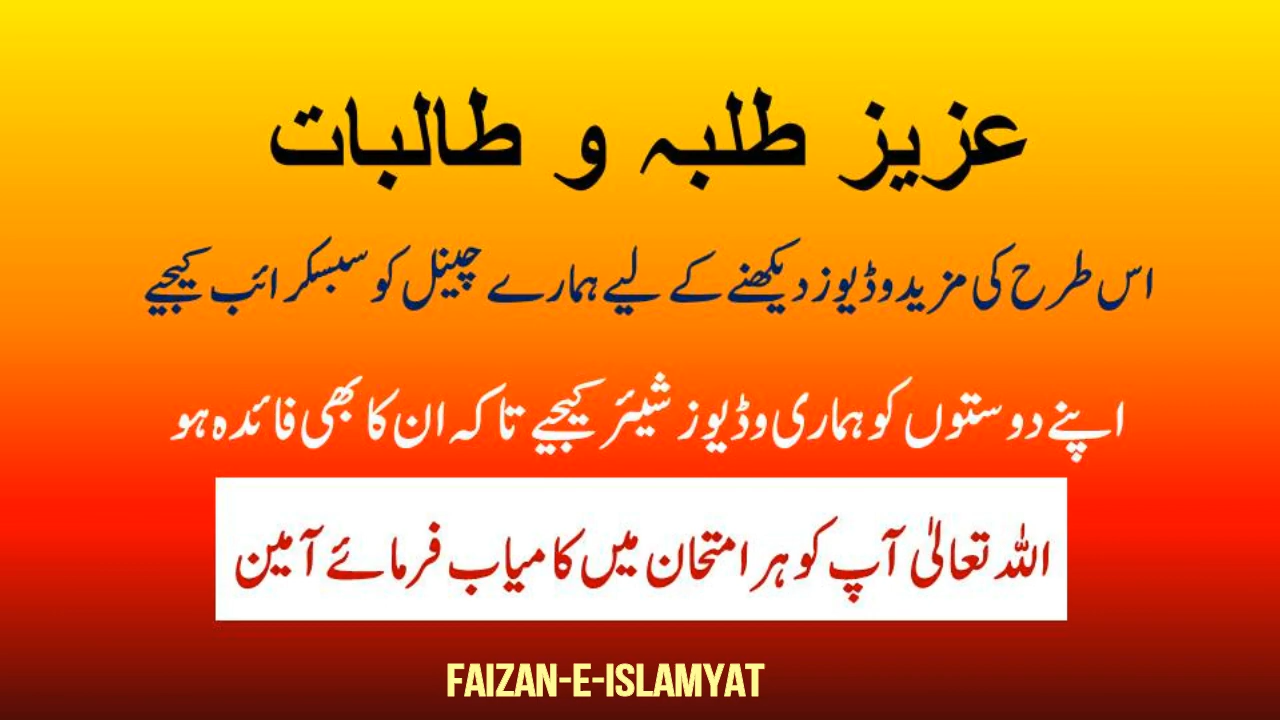 عزیز طلبہ و طالبات
اس طرح کی مزید وڈیوز دیکھنے کے لیے ہمارے چینل کو سبسکرائب کیجیے
اپنے دوستوں کو ہماری وڈیوز شیئر کیجیے تاکہ ان کا بھی فائدہ ہو
اللہ تعالیٰ آپ کو ہر امتحان میں کامیاب فرمائے آمین
FAIZAN-E-ISLAMYAT